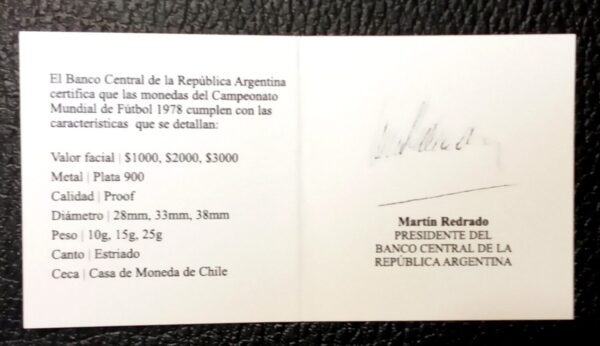 El Banco Central de la República Argentina
certifica que las monedas del Campeonato
Mundial de Fútbol 1978 cumplen con las
características que se detallan:
Valor facial | $1000, $2000, $3000
Metal | Plata 900
Calidad | Proof
Diámetro | 28mm, 33mm, 38mm
Peso | 10g, 15g, 25g
Canto | Estriado
Ceca | Casa de Moneda de Chile
Martín Redrado
PRESIDENTE DEL
BANCO CENTRAL DE LA
REPÚBLICA ARGENTINA